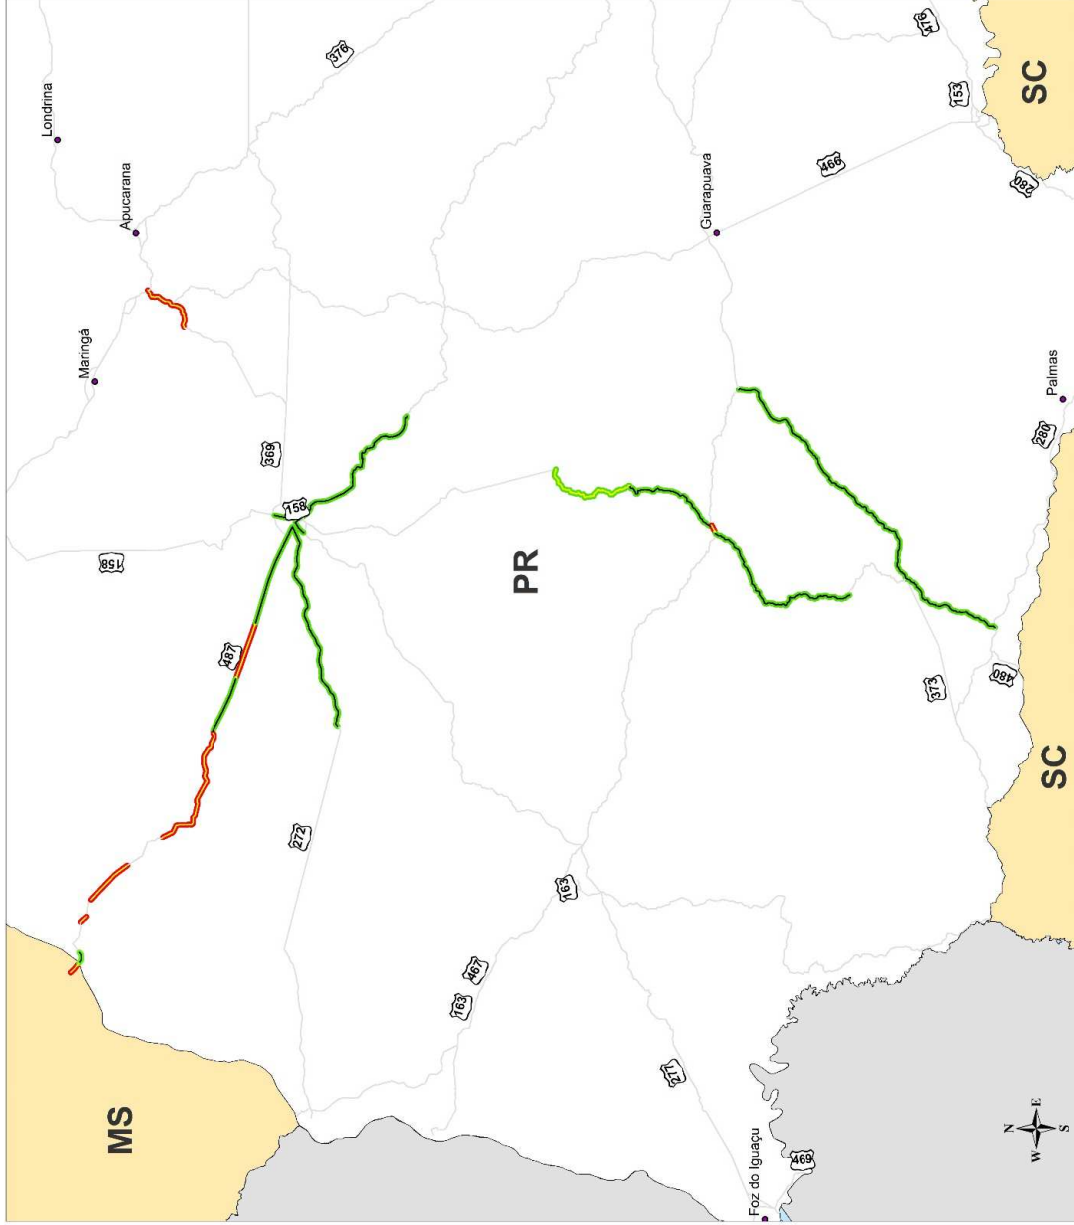 Londrina
Maringá
158
MS
Apucarana
487
369
158
272
376
163
467
PR
163
277
Guarapuava
Foz do Iguaçu
469
466
476
373
153
480
280
SC
280
Palmas
SC
N
W E
S